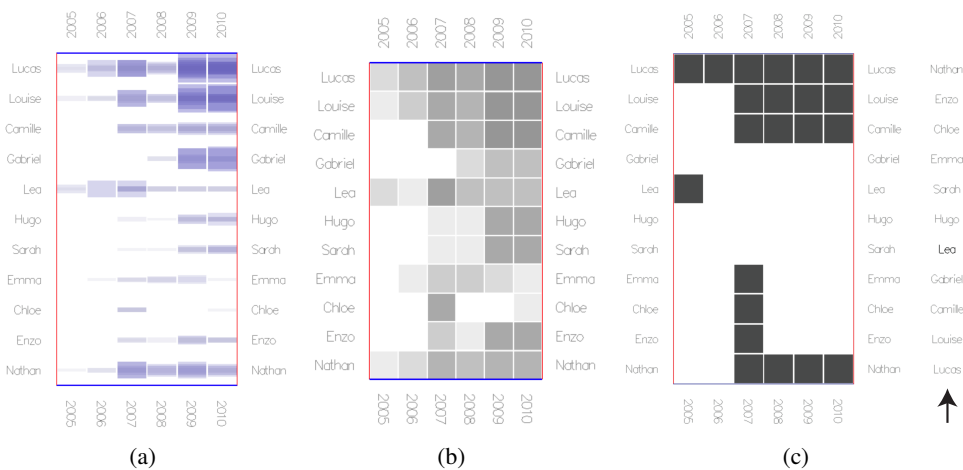 2005 2006 2007 2008 2009 2010
Lucas Lucas
Louise Louise
Camille Camille
Gabriel Gabriel
Lea Lea
Hugo Hugo
Sarah Sarah
Emma Emma
Chloe Chloe
Enzo Enzo
Nathan Nathan
2005 2006 2007 2008 2009 2010
(a)
2005 2006 2007 2008 2009 2010
Lucas Lucas
Louise Louise
Camille Camille
Gabriel Gabriel
Lea Lea
Hugo Hugo
Sarah Sarah
Emma Emma
Chloe Chloe
Enzo Enzo
Nathan Nathan
2005 2006 2007 2008 2009 2010
(b)
2005 2006 2007 2008 2009 2010
Lucas Lucas Nathan
Louise Louise Enzo
Camille Camille Chloe
Gabriel Gabriel Emma
Lea Lea Sarah
Hugo Hugo Hugo
Sarah Sarah Lea
Emma Emma Gabriel
Chloe Chloe Camille
Enzo Enzo Louise
Nathan Nathan Lucas
2005 2006 2007 2008 2009 2010
(c)